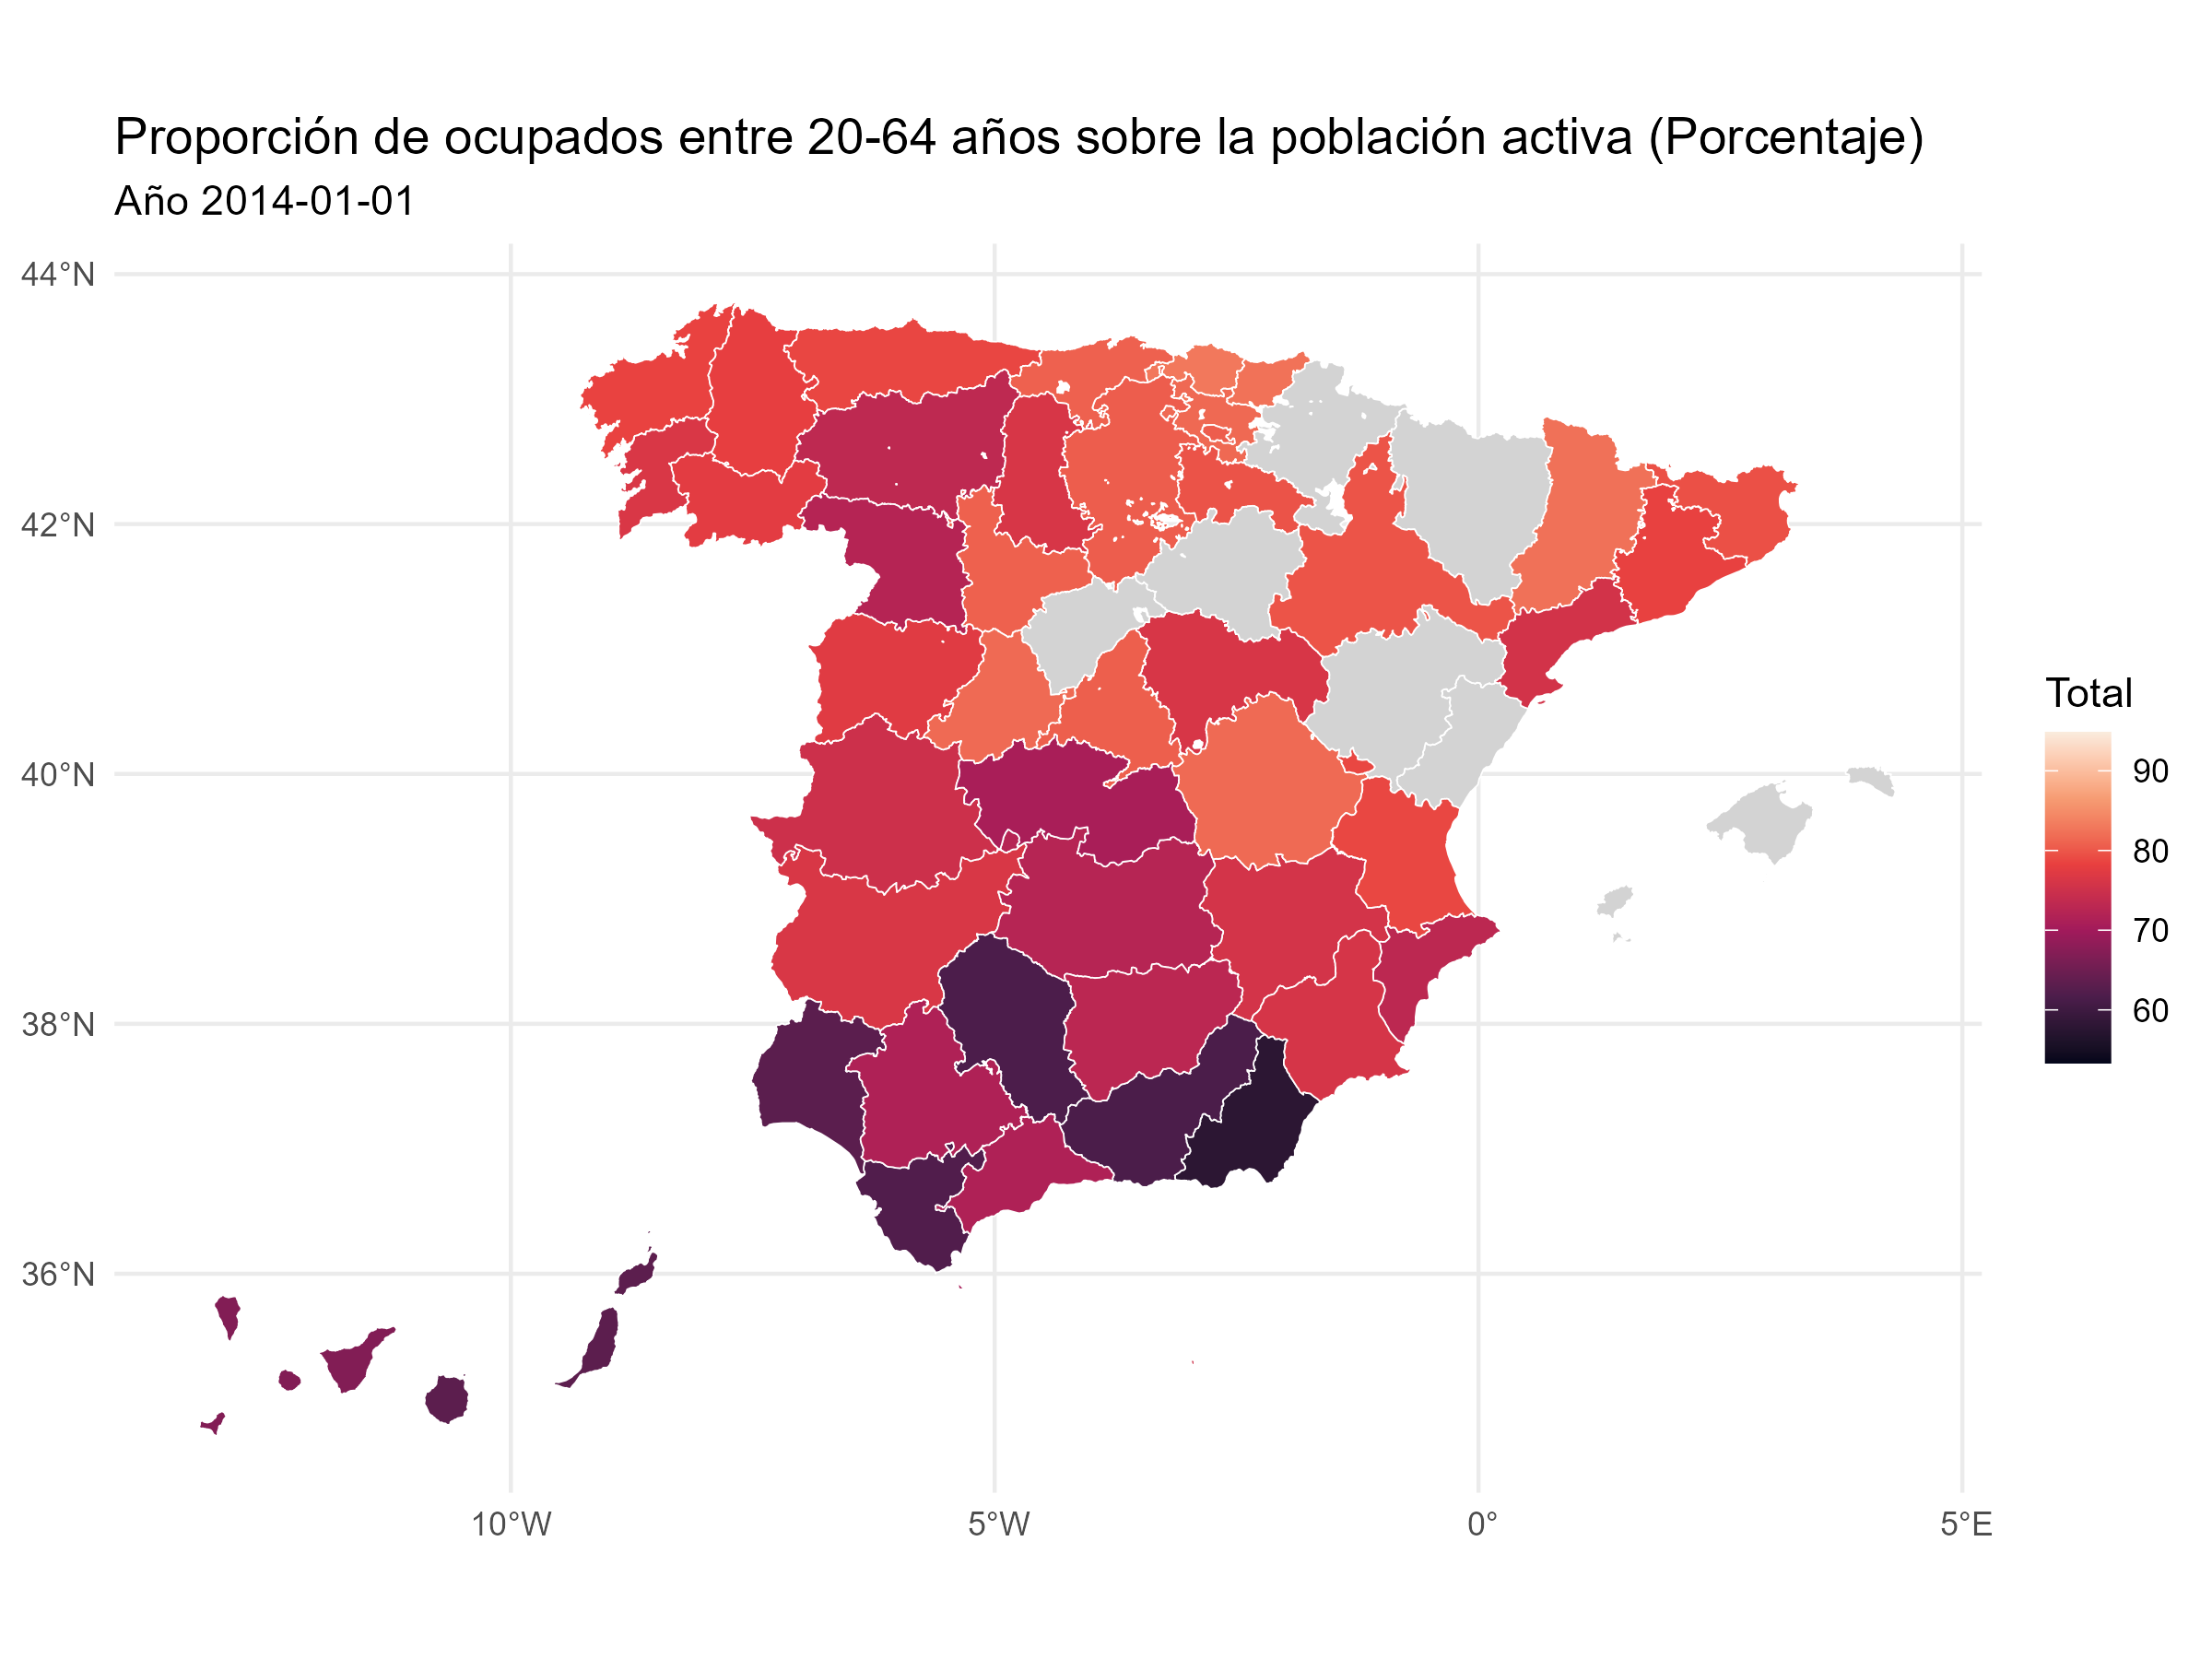 Proporción de ocupados entre 20-64 años sobre la población activa (Porcentaje)
Año 2014-01-01
44°N
42°N
40°N
38°N
36°N
10°W
5°W
0°
5°E
Total
90
80
70
60